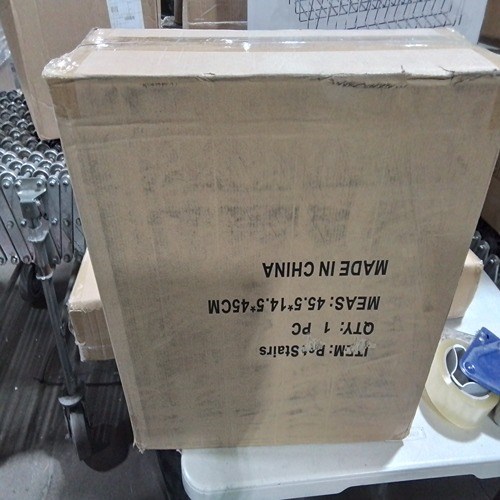 ITEM: Pet Stairs
QTY: 1 PC
MEAS: 45.5*14.5*45CM
MADE IN CHINA